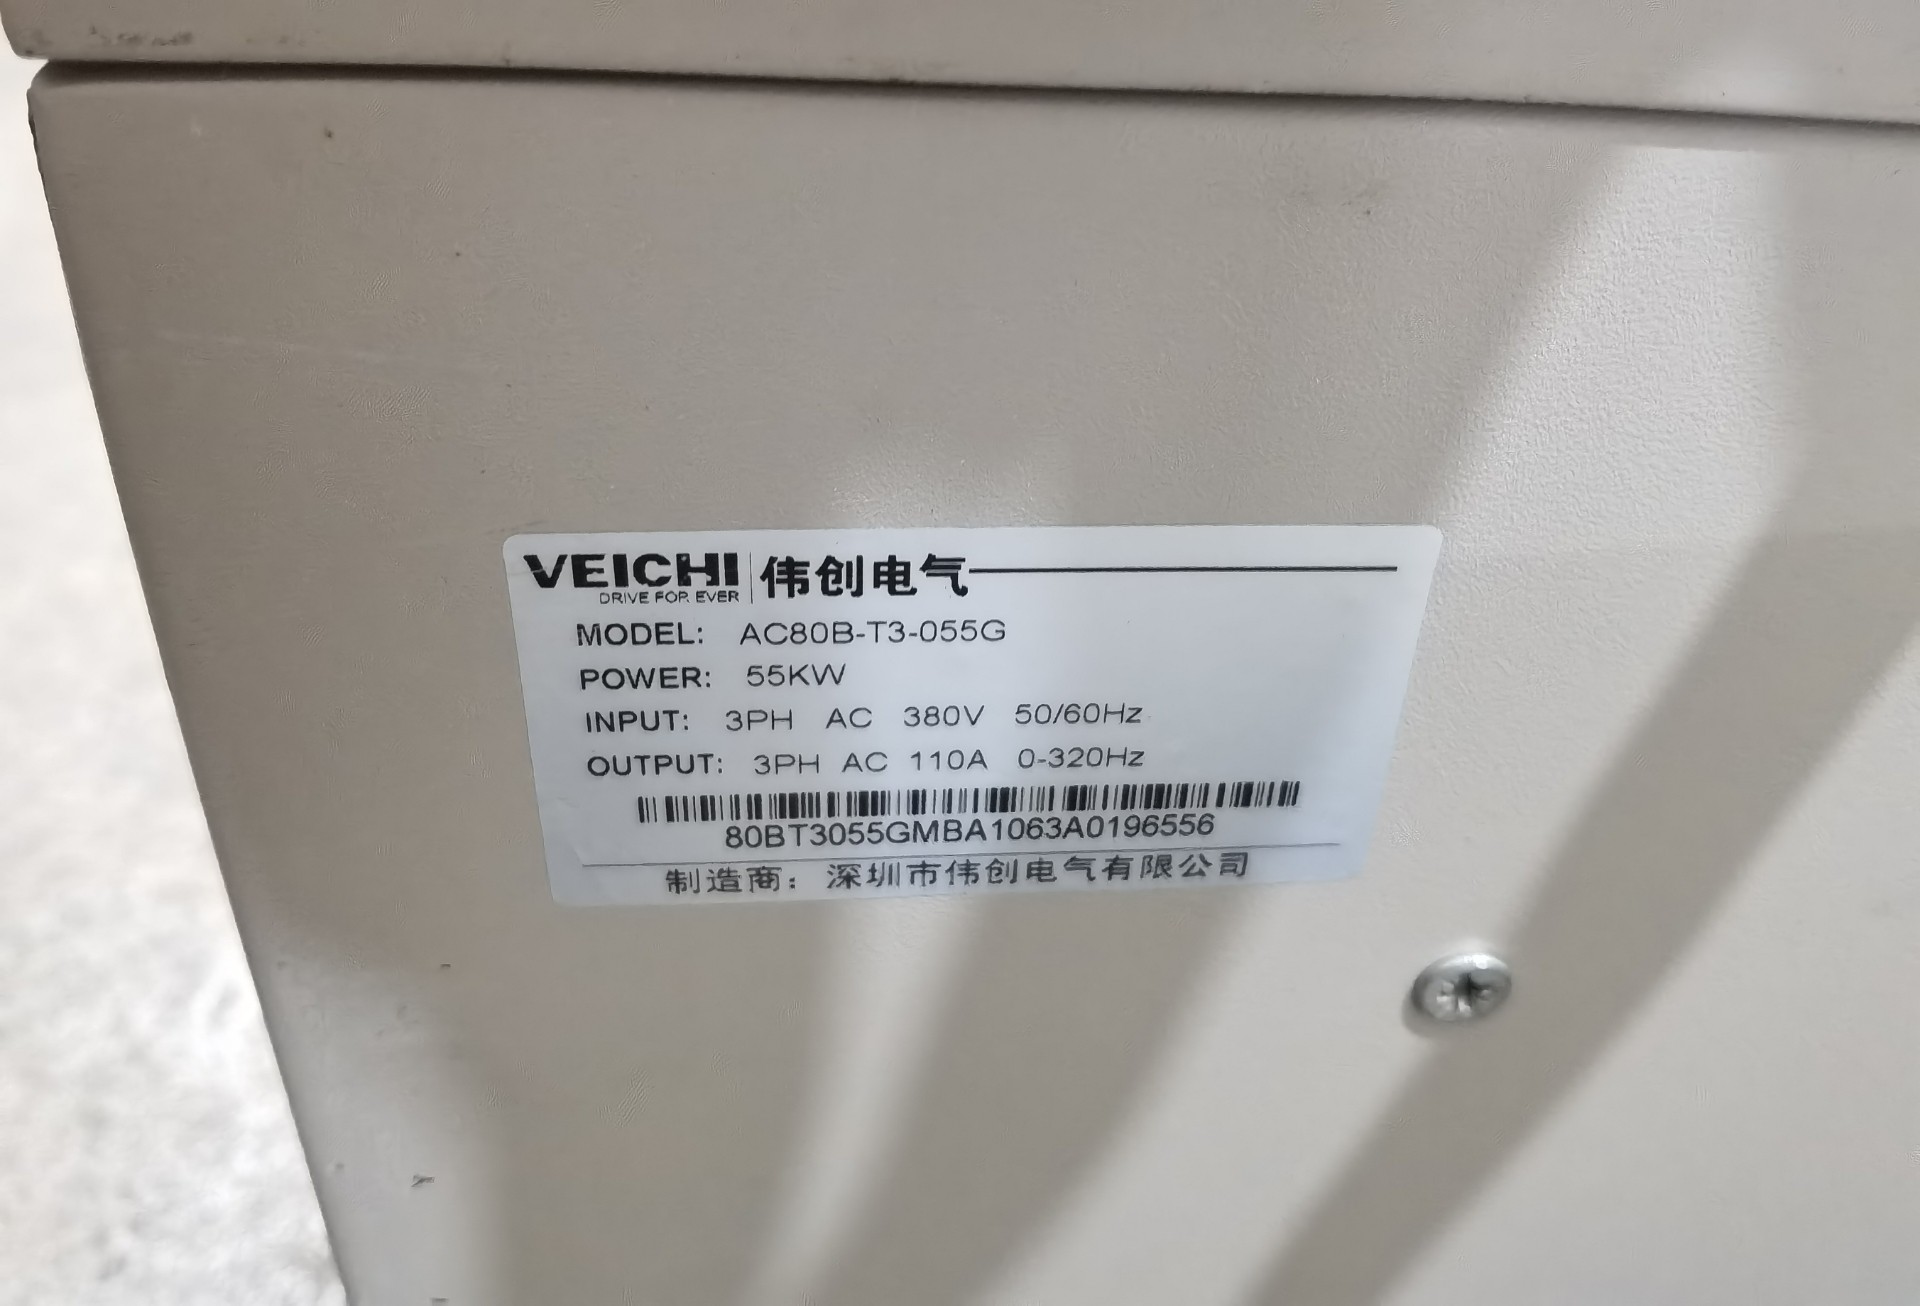 VEICHI 伟创电气
DRIVE FOR EVER
MODEL: AC80B-T3-055G
POWER: 55KW
INPUT: 3PH AC 380V 50/60Hz
OUTPUT: 3PH AC 110A 0-320Hz
80BT3055GMBA1063A0196556
制造商：深圳市伟创电气有限公司